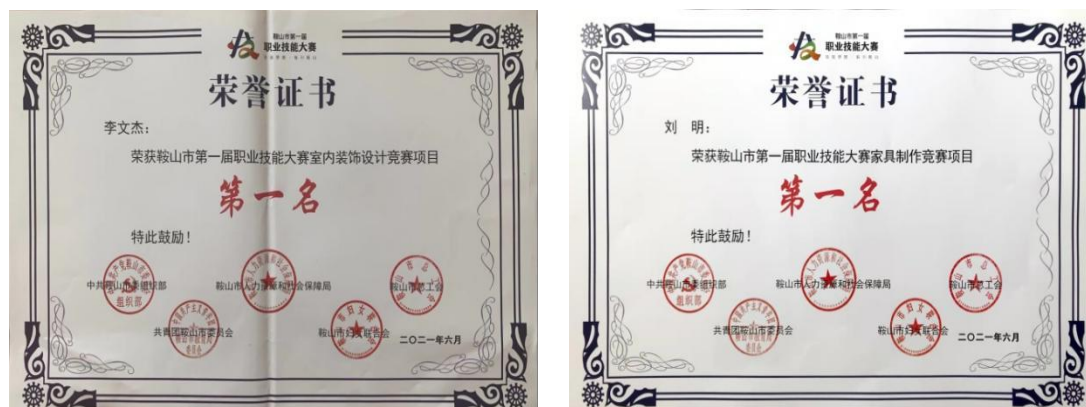 鞍山市第一届
职业技能大赛
荣誉证书
李文杰：
荣获鞍山市第一届职业技能大赛室内装饰设计竞赛项目
第一名
特此鼓励！
中共鞍山市委组织部
鞍山市人力资源和社会保障局
鞍山市总工会
共青团鞍山市委员会
鞍山市妇女联合会
二〇二一年六月
鞍山市第一届
职业技能大赛
荣誉证书
刘 明：
荣获鞍山市第一届职业技能大赛家具制作竞赛项目
第一名
特此鼓励！
中共鞍山市委组织部
鞍山市人力资源和社会保障局
鞍山市总工会
共青团鞍山市委员会
鞍山市妇女联合会
二〇二一年六月